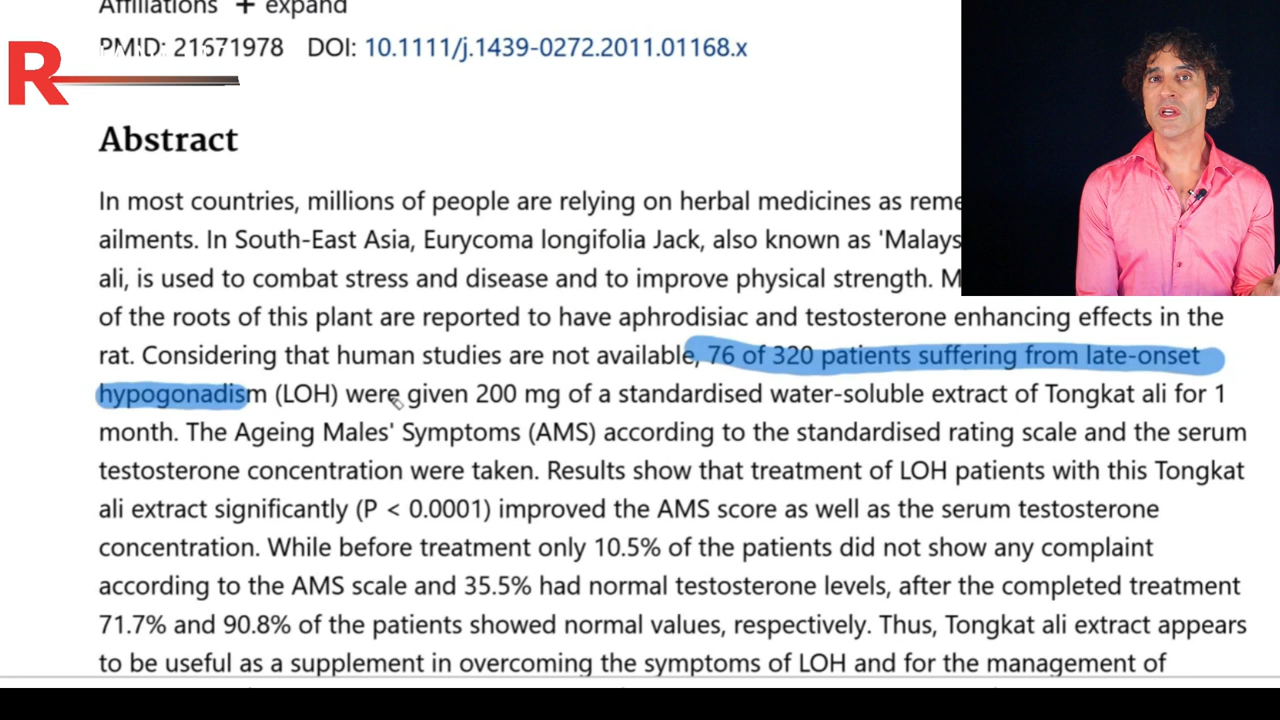 Affiliations + expand
PMID: 21671978 DOI: 10.1111/j.1439-0272.2011.01168.x
R
Abstract
In most countries, millions of people are relying on herbal medicines as reme
ailments. In South-East Asia, Eurycoma longifolia Jack, also known as 'Malays
ali, is used to combat stress and disease and to improve physical strength. M
of the roots of this plant are reported to have aphrodisiac and testosterone enhancing effects in the
rat. Considering that human studies are not available, 76 of 320 patients suffering from late-onset
hypogonadism (LOH) were given 200 mg of a standardised water-soluble extract of Tongkat ali for 1
month. The Ageing Males' Symptoms (AMS) according to the standardised rating scale and the serum
testosterone concentration were taken. Results show that treatment of LOH patients with this Tongkat
ali extract significantly (P < 0.0001) improved the AMS score as well as the serum testosterone
concentration. While before treatment only 10.5% of the patients did not show any complaint
according to the AMS scale and 35.5% had normal testosterone levels, after the completed treatment
71.7% and 90.8% of the patients showed normal values, respectively. Thus, Tongkat ali extract appears
to be useful as a supplement in overcoming the symptoms of LOH and for the management of